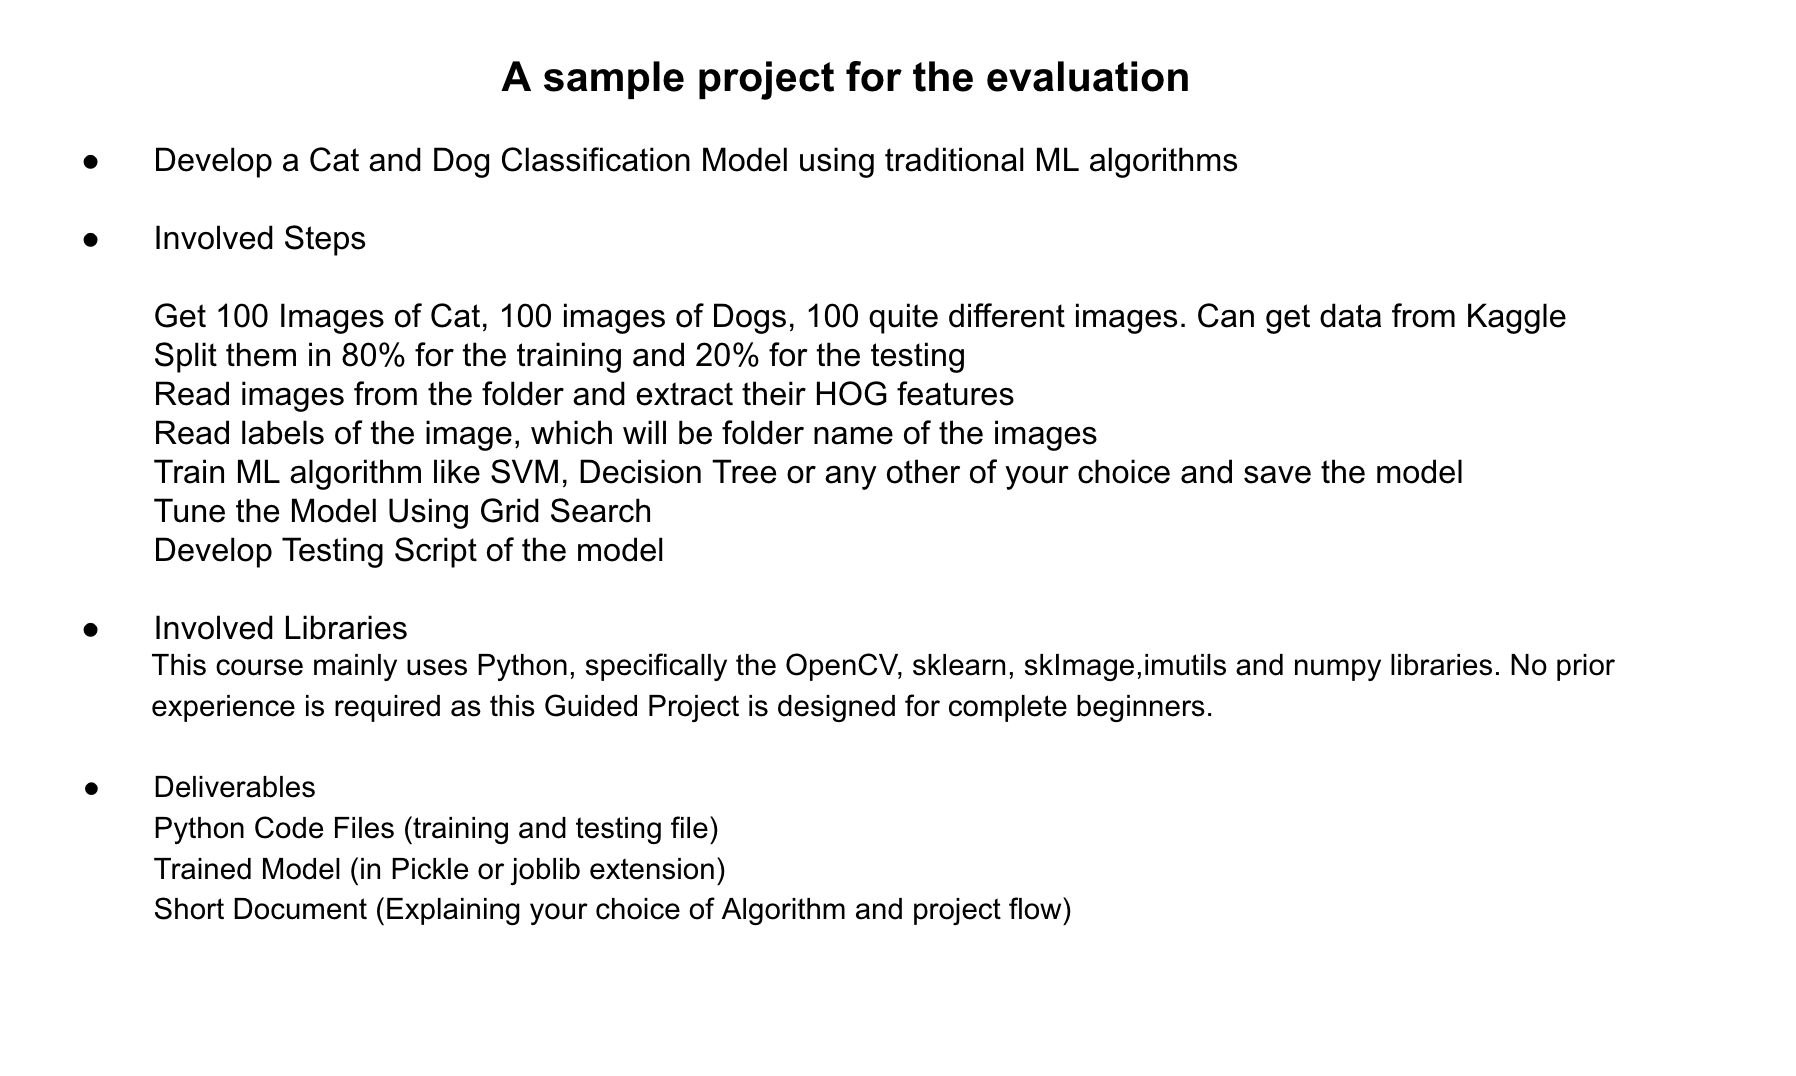 A sample project for the evaluation
● Develop a Cat and Dog Classification Model using traditional ML algorithms
● Involved Steps
Get 100 Images of Cat, 100 images of Dogs, 100 quite different images. Can get data from Kaggle
Split them in 80% for the training and 20% for the testing
Read images from the folder and extract their HOG features
Read labels of the image, which will be folder name of the images
Train ML algorithm like SVM, Decision Tree or any other of your choice and save the model
Tune the Model Using Grid Search
Develop Testing Script of the model
● Involved Libraries
This course mainly uses Python, specifically the OpenCV, sklearn, skImage,imutils and numpy libraries. No prior
experience is required as this Guided Project is designed for complete beginners.
● Deliverables
Python Code Files (training and testing file)
Trained Model (in Pickle or joblib extension)
Short Document (Explaining your choice of Algorithm and project flow)